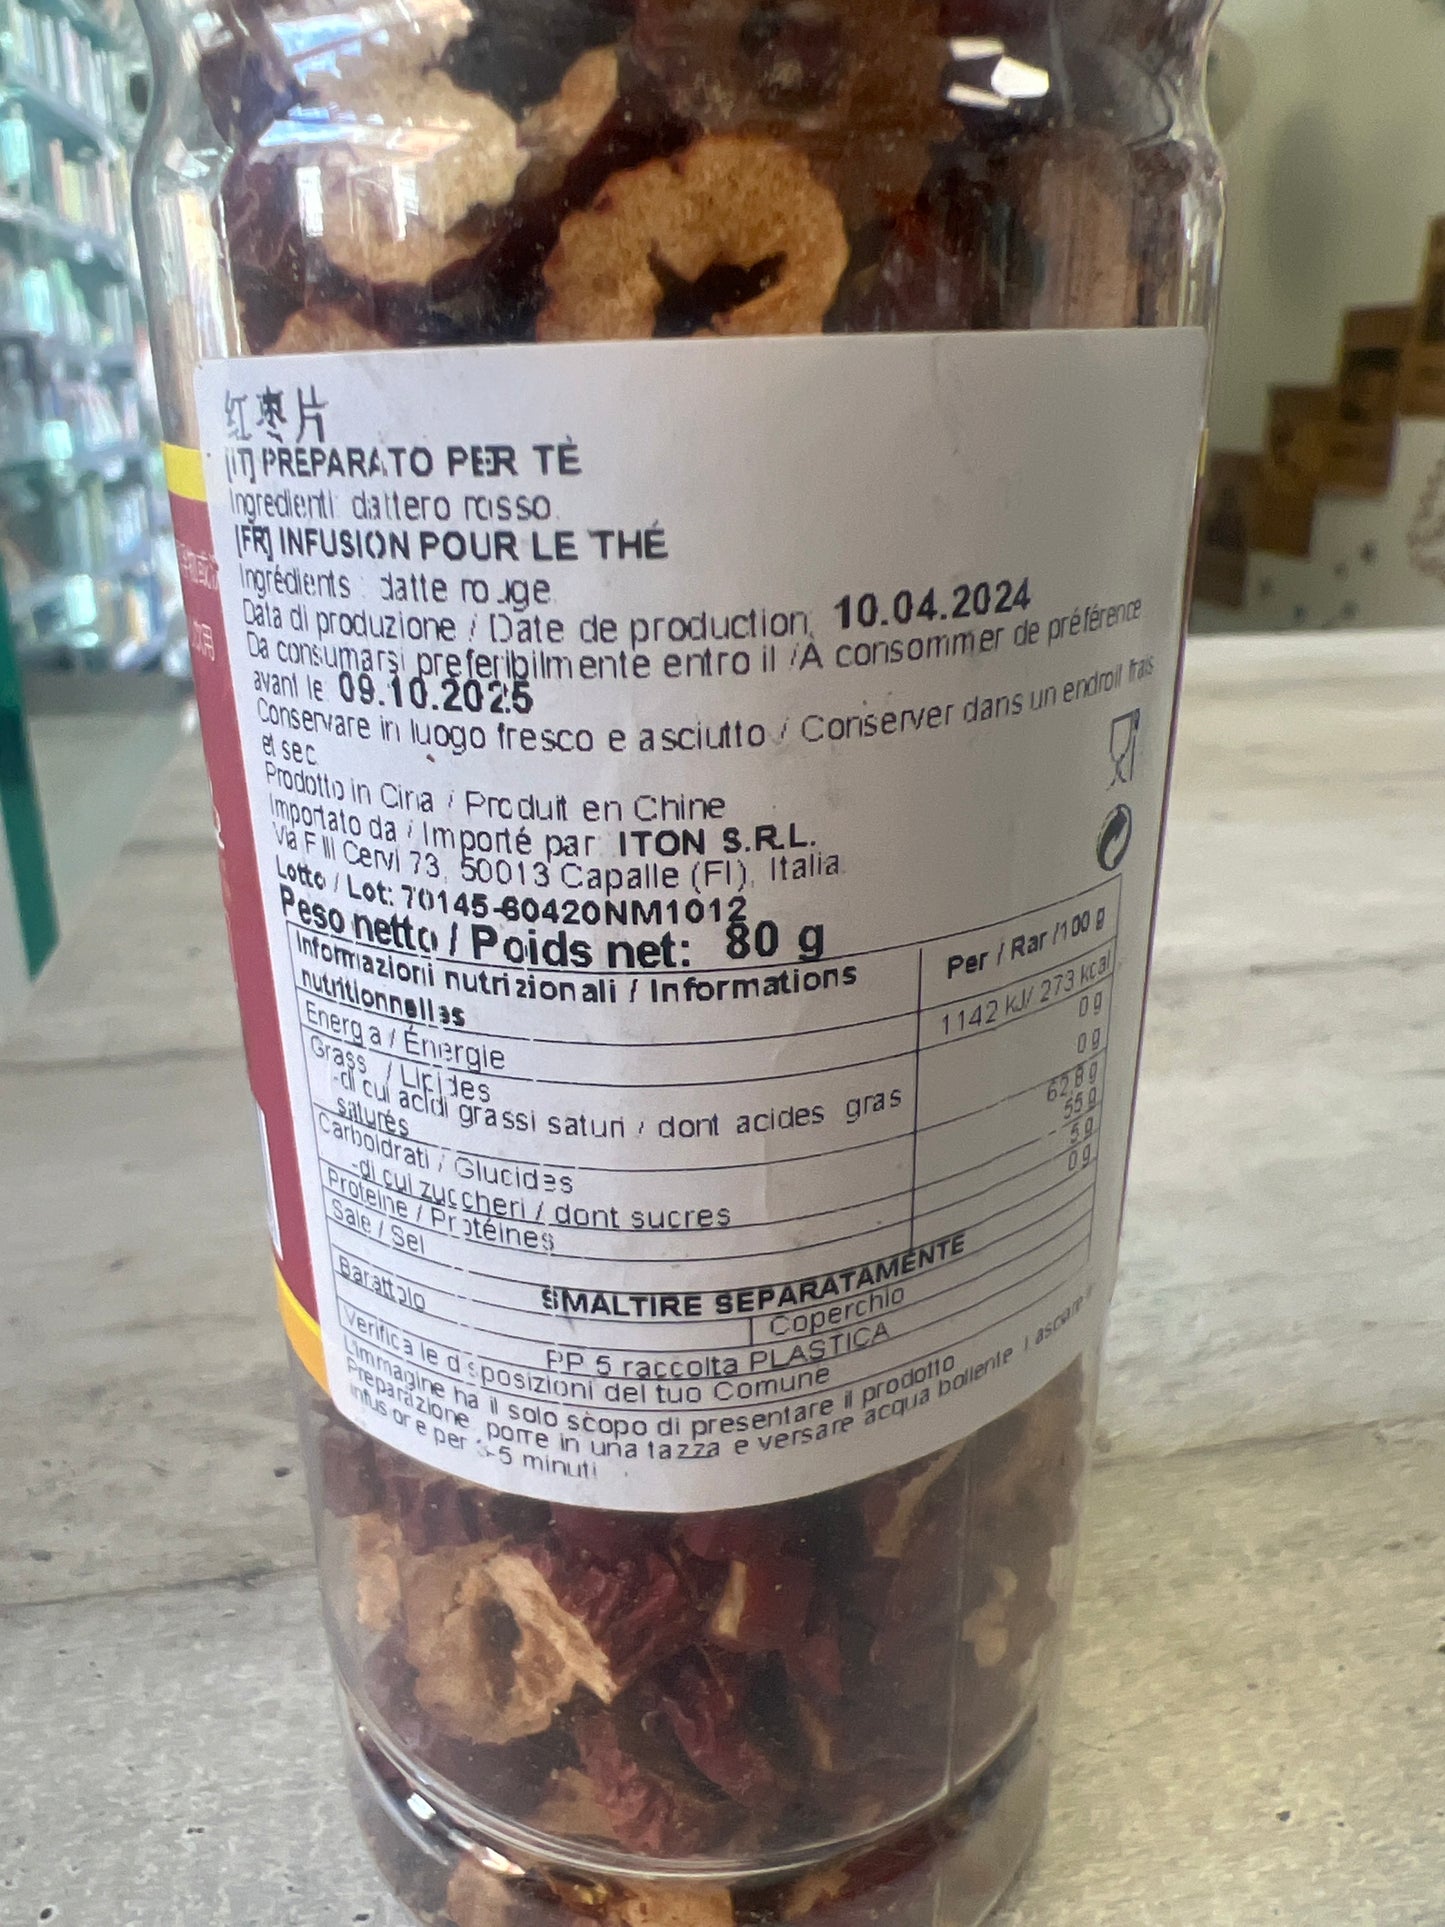 红枣片
[IT] PREPARATO PER TÈ
Ingredienti: dattero rosso.
[FR] INFUSION POUR LE THÉ
Ingrédients : datte rouge.
Data di produzione / Date de production: 10.04.2024
Da consumarsi preferibilmente entro il /À consommer de préférence
avant le 09.10.2025
Conservare in luogo fresco e asciutto / Conserver dans un endroit frais
et sec.
Prodotto in Cina / Produit en Chine
Importato da / Importé par: ITON S.R.L.
Via F.lli Cervi 73, 50013 Capalle (FI), Italia.
Lotto / Lot: 70145-60420NM1012
Peso netto / Poids net: 80 g
Informazioni nutrizionali / Informations
nutritionnelles Per / Rar /100 g
Energia / Énergie 1142 kJ/ 273 kcal
Grassi / Lipides 0 g
-di cui acidi grassi saturi / dont acides gras
saturés 0 g
Carboidrati / Glucides 62.8g
-di cui zuccheri / dont sucres 55 g
Proteine / Protéines g
Sale / Sel 0 g
SMALTIRE SEPARATAMENTE
Barattolo Coperchio
PP 5 raccolta PLASTICA
Verifica le disposizioni del tuo Comune
L'immagine ha il solo scopo di presentare il prodotto
Preparazione: porre in una tazza e versare acqua bollente. Lasciare in
infusione per 3-5 minuti.